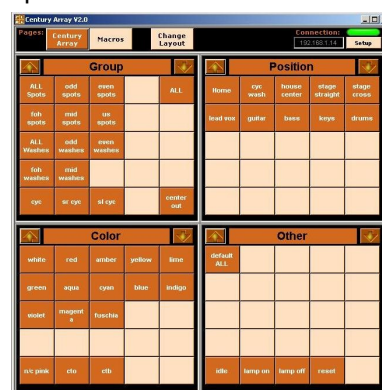 Century Array V2.0
Pages:
Century Array
Macros
Change Layout
Connection:
192.168.1.14
Setup
Group
ALL Spots
odd spots
even spots
ALL
foh spots
mid spots
us spots
ALL Washes
odd washes
even washes
foh washes
mid washes
cyc
sr cyc
sl cyc
center out
Position
Home
cyc wash
house center
stage straight
stage cross
lead vox
guitar
bass
keys
drums
Color
white
red
amber
yellow
lime
green
aqua
cyan
blue
indigo
violet
magenta
fuschia
n/c pink
cto
ctb
Other
default ALL
idle
lamp on
lamp off
reset